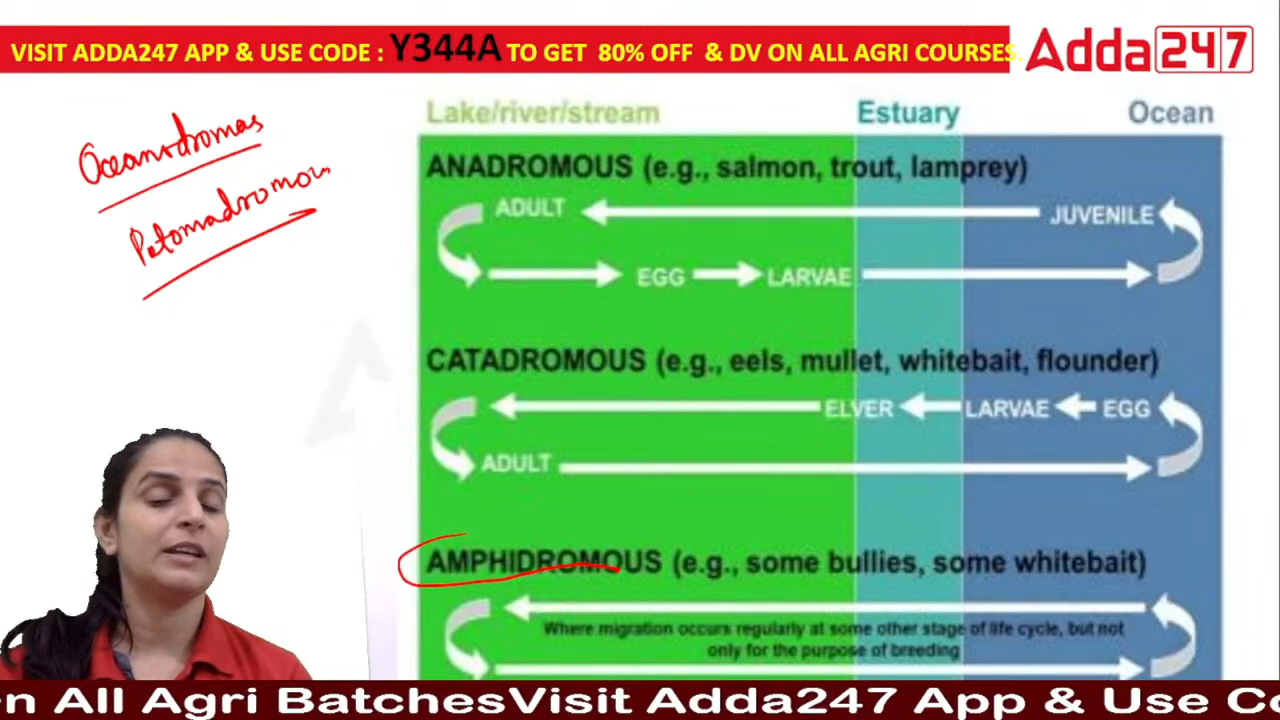 VISIT ADDA247 APP & USE CODE : Y344A TO GET 80% OFF & DV ON ALL AGRI COURSES.
Adda247
Oceanodromas
Potomadromous
Lake/river/stream Estuary Ocean
ANADROMOUS (e.g., salmon, trout, lamprey)
ADULT JUVENILE
EGG LARVAE
CATADROMOUS (e.g., eels, mullet, whitebait, flounder)
ELVER LARVAE EGG
ADULT
AMPHIDROMOUS (e.g., some bullies, some whitebait)
Where migration occurs regularly at some other stage of life cycle, but not
only for the purpose of breeding
n All Agri BatchesVisit Adda247 App & Use Co